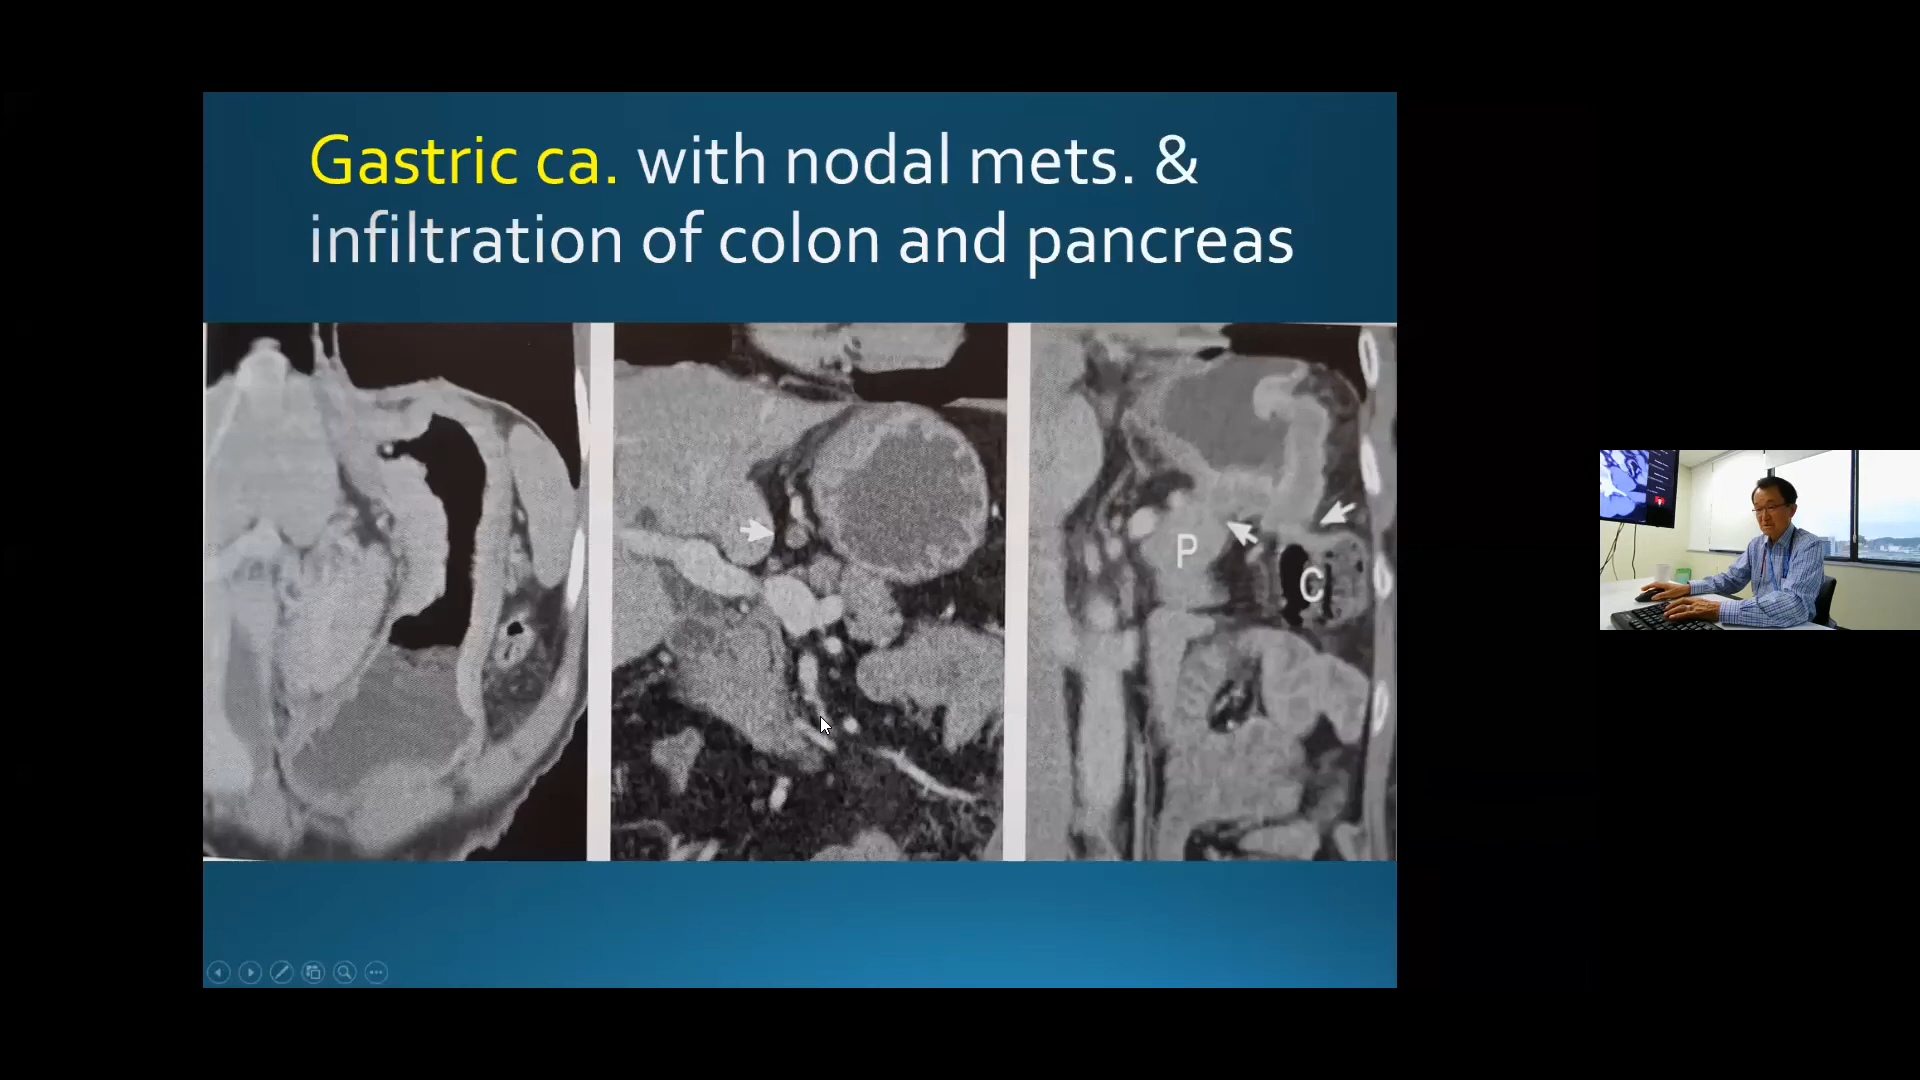 Gastric ca. with nodal mets. &
infiltration of colon and pancreas
P
C